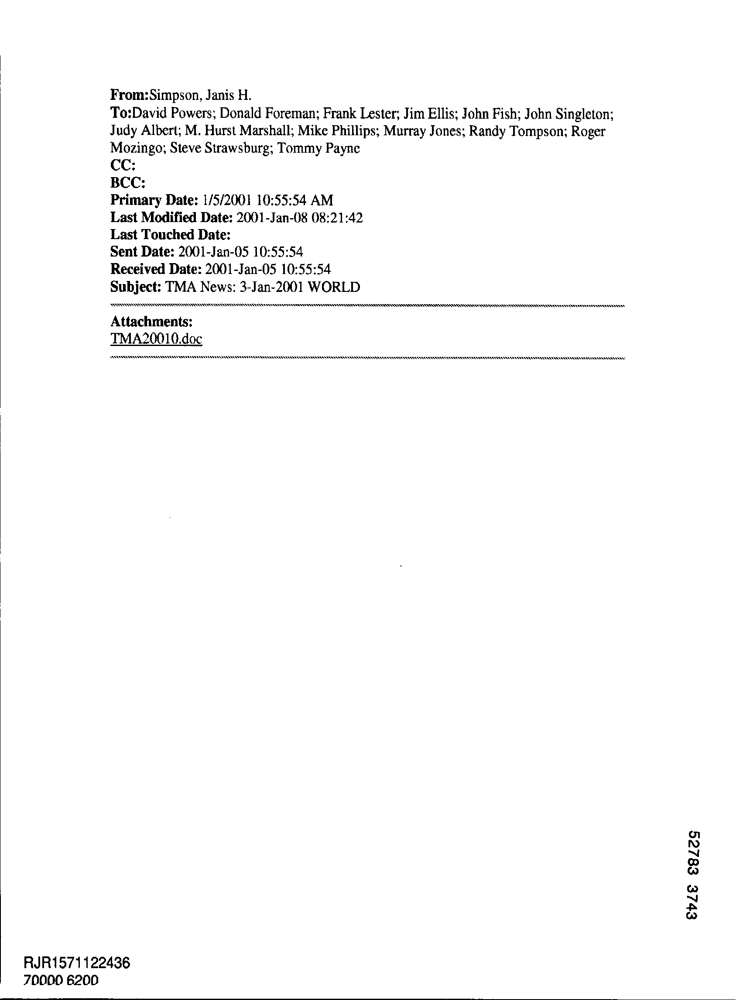 From:Simpson, Janis H.
To:David Powers; Donald Foreman; Frank Lester; Jim Ellis; John Fish; John Singleton;
Judy Albert; M. Hurst Marshall; Mike Phillips; Murray Jones; Randy Tompson; Roger
Mozingo; Steve Strawsburg; Tommy Payne
CC:
BCC:
Primary Date: 1/5/2001 10:55:54 AM
Last Modified Date: 2001-Jan-08 08:21:42
Last Touched Date:
Sent Date: 2001-Jan-05 10:55:54
Received Date: 2001-Jan-05 10:55:54
Subject: TMA News: 3-Jan-2001 WORLD
Attachments:
TMA20010.doc
52783 3743
RJR1571122436
70000 6200